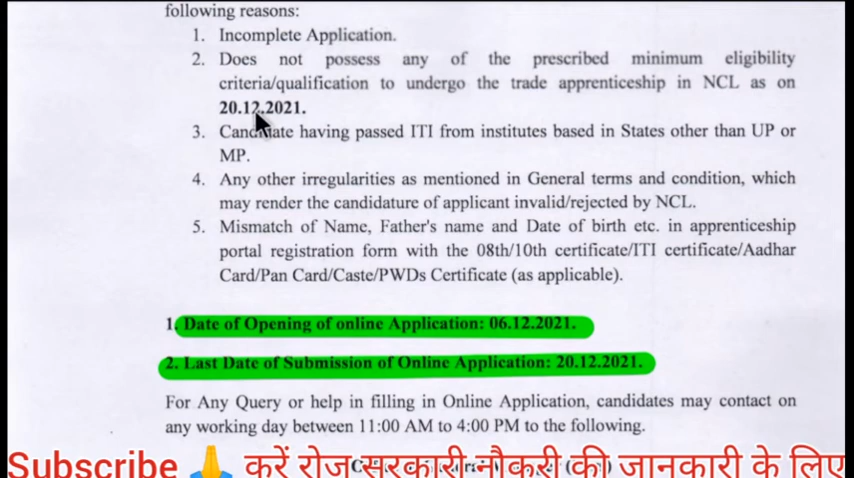 following reasons:
1. Incomplete Application.
2. Does not possess any of the prescribed minimum eligibility
criteria/qualification to undergo the trade apprenticeship in NCL as on
20.12.2021.
3. Candidate having passed ITI from institutes based in States other than UP or
MP.
4. Any other irregularities as mentioned in General terms and condition, which
may render the candidature of applicant invalid/rejected by NCL.
5. Mismatch of Name, Father's name and Date of birth etc. in apprenticeship
portal registration form with the 08th/10th certificate/ITI certificate/Aadhar
Card/Pan Card/Caste/PWDs Certificate (as applicable).
1. Date of Opening of online Application: 06.12.2021.
2. Last Date of Submission of Online Application: 20.12.2021.
For Any Query or help in filling in Online Application, candidates may contact on
any working day between 11:00 AM to 4:00 PM to the following.
Subscribe 🙏 करें रोज सरकारी नौकरी की जानकारी के लिए